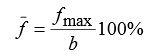 f̄ = f_max / b 100%